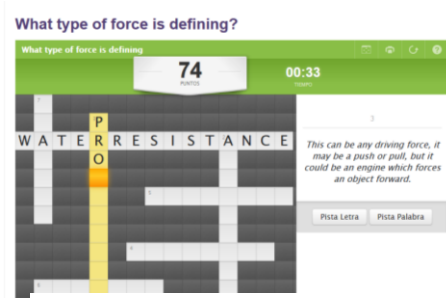 What type of force is defining?
What type of force is defining
74
PUNTOS
00:33
TIEMPO
P
WATERRESISTANCE
O
3
This can be any driving force, it
may be a push or pull, but it
could be an engine which forces
an object forward.
Pista Letra
Pista Palabra